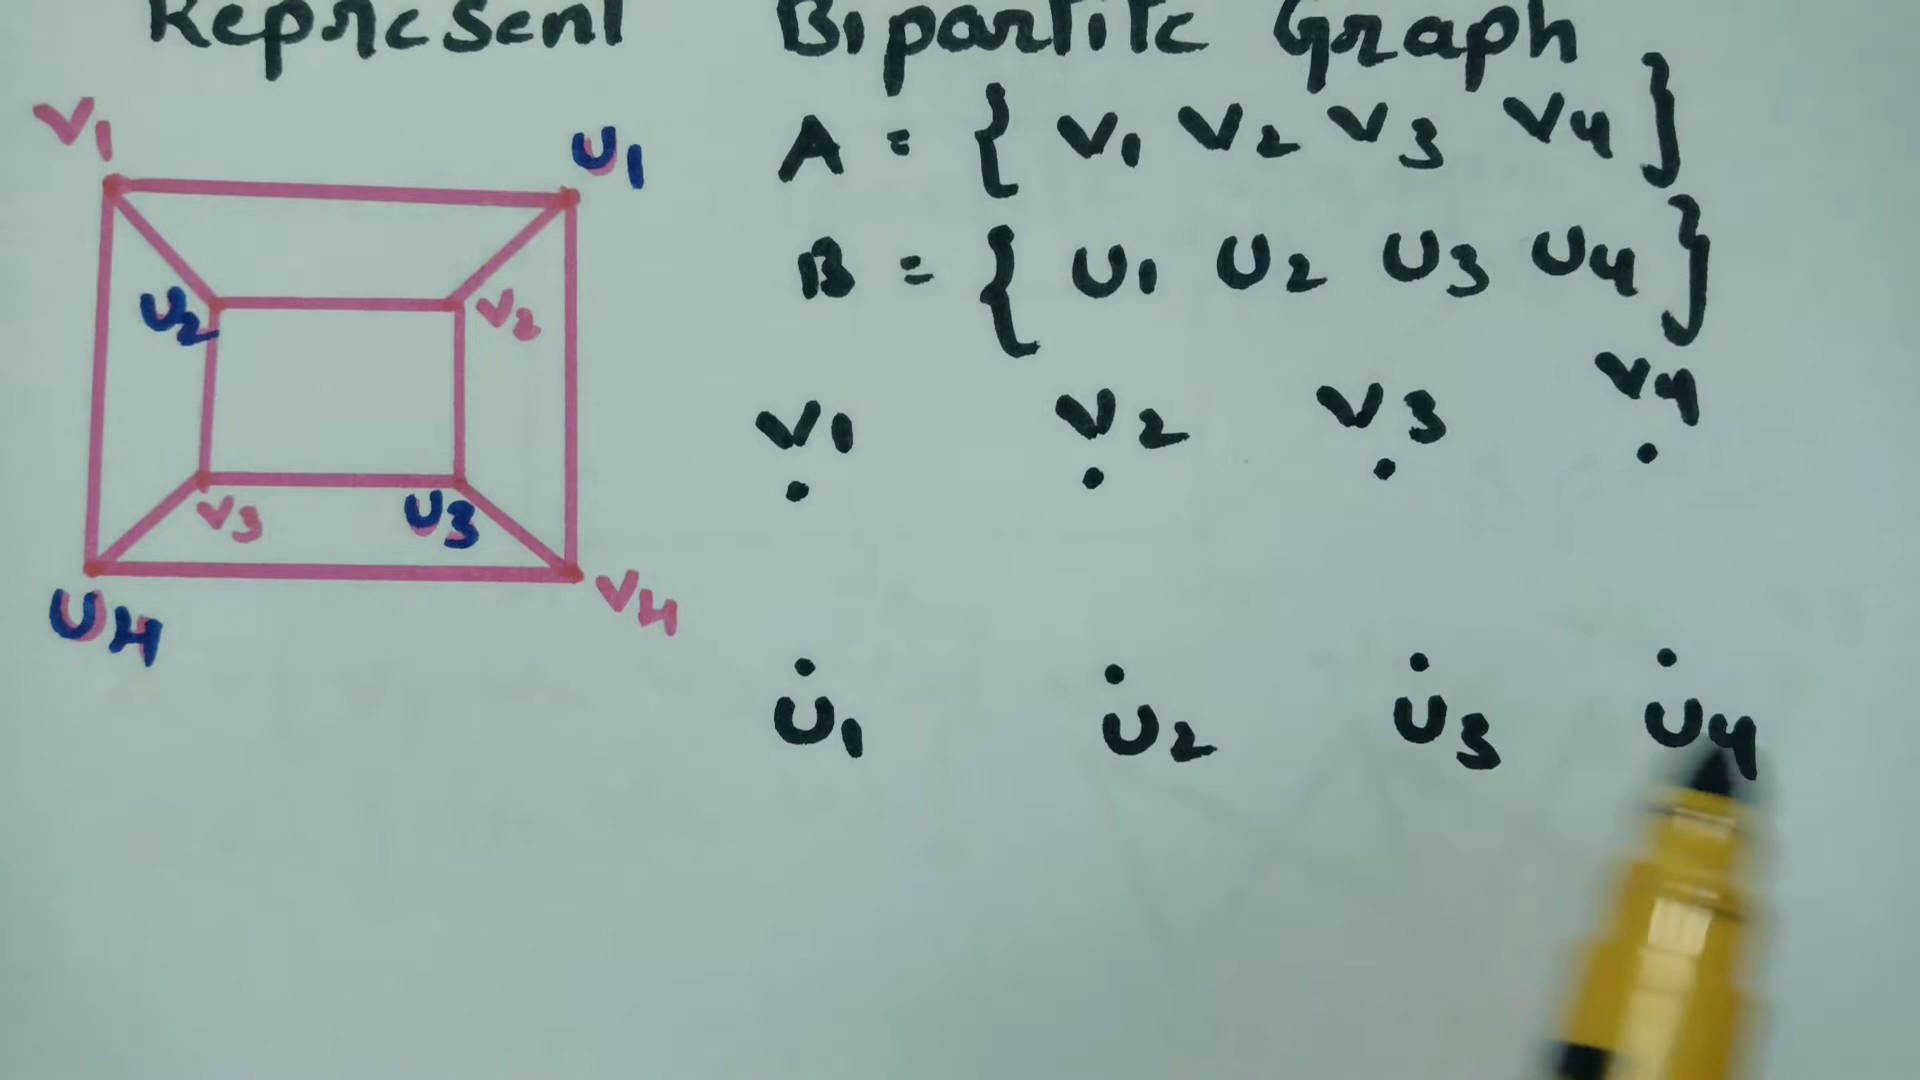 Represent Bipartite Graph
A = { V1 V2 V3 V4 }
B = { U1 U2 U3 U4 }
V1 U1
U2 V2
V3 U3
U4 V4
V1 V2 V3 V4
U1 U2 U3 U4